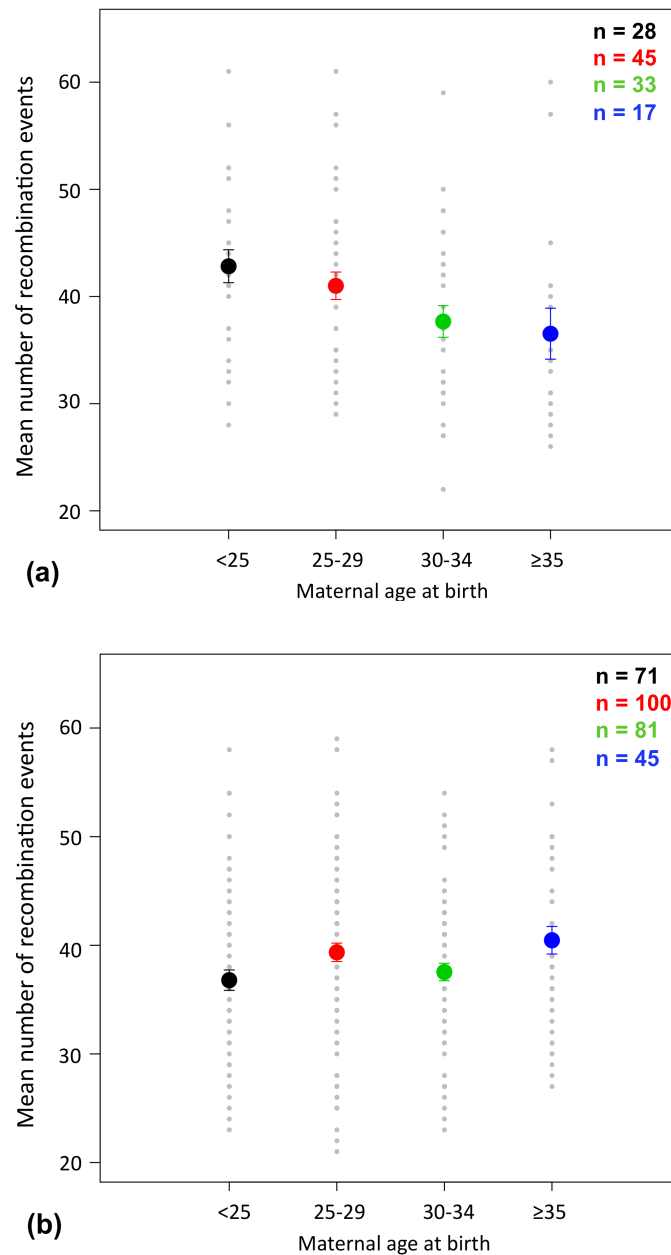 n = 28
n = 45
n = 33
n = 17
Mean number of recombination events
60
50
40
30
20
<25
25-29
30-34
≥35
Maternal age at birth
(a)
n = 71
n = 100
n = 81
n = 45
Mean number of recombination events
60
50
40
30
20
<25
25-29
30-34
≥35
Maternal age at birth
(b)